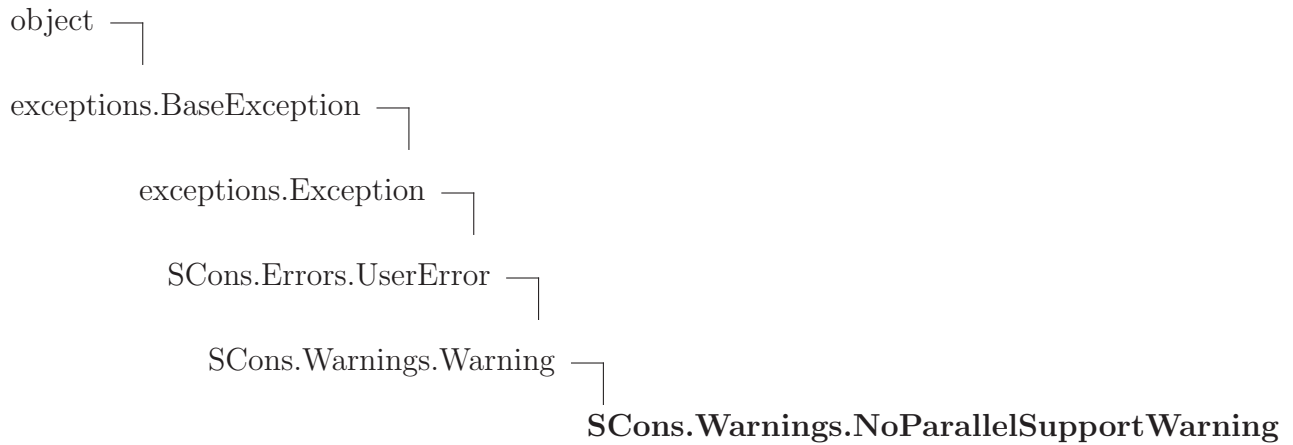 object
exceptions.BaseException
exceptions.Exception
SCons.Errors.UserError
SCons.Warnings.Warning
SCons.Warnings.NoParallelSupportWarning